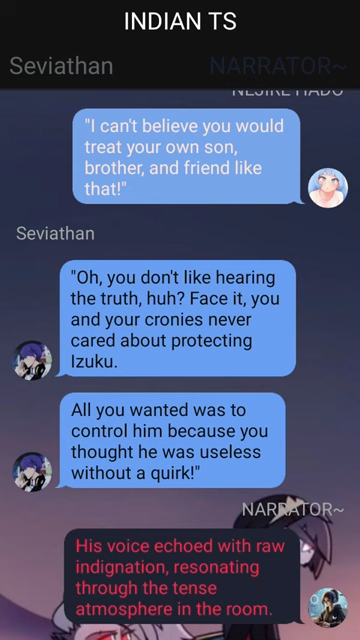 INDIAN TS
Seviathan
NARRATOR~
NEJIRE HADO
"I can't believe you would
treat your own son,
brother, and friend like
that!"
Seviathan
"Oh, you don't like hearing
the truth, huh? Face it, you
and your cronies never
cared about protecting
Izuku.
All you wanted was to
control him because you
thought he was useless
without a quirk!"
NARRATOR~
His voice echoed with raw
indignation, resonating
through the tense
atmosphere in the room.